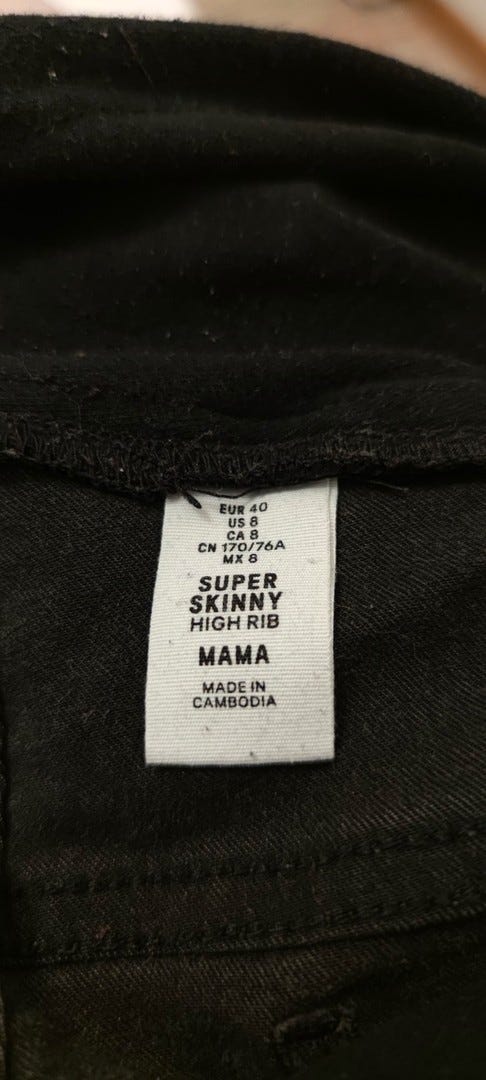 EUR 40
US 8
CA 8
CN 170/76A
MX 8
SUPER
SKINNY
HIGH RIB
MAMA
MADE IN
CAMBODIA